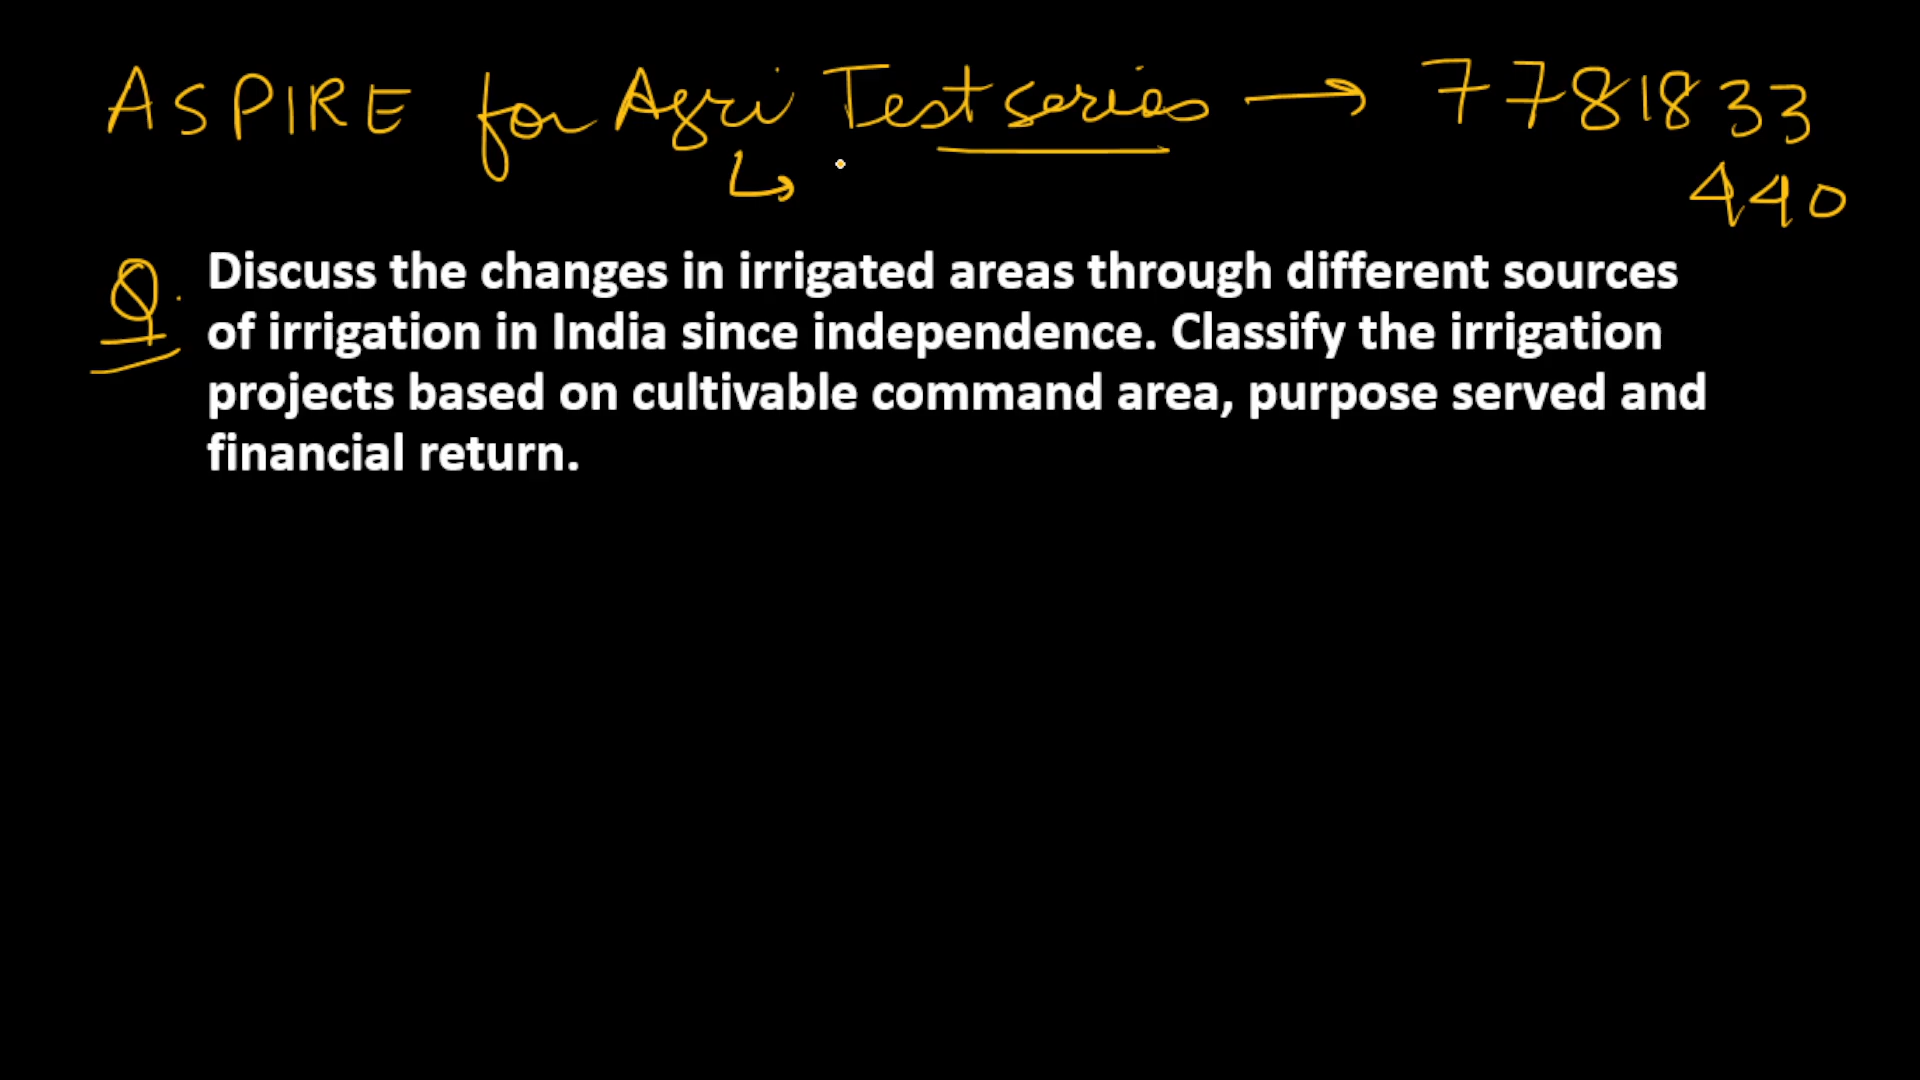 ASPIRE for Agri Test series → 7781833
440
Q. Discuss the changes in irrigated areas through different sources
of irrigation in India since independence. Classify the irrigation
projects based on cultivable command area, purpose served and
financial return.